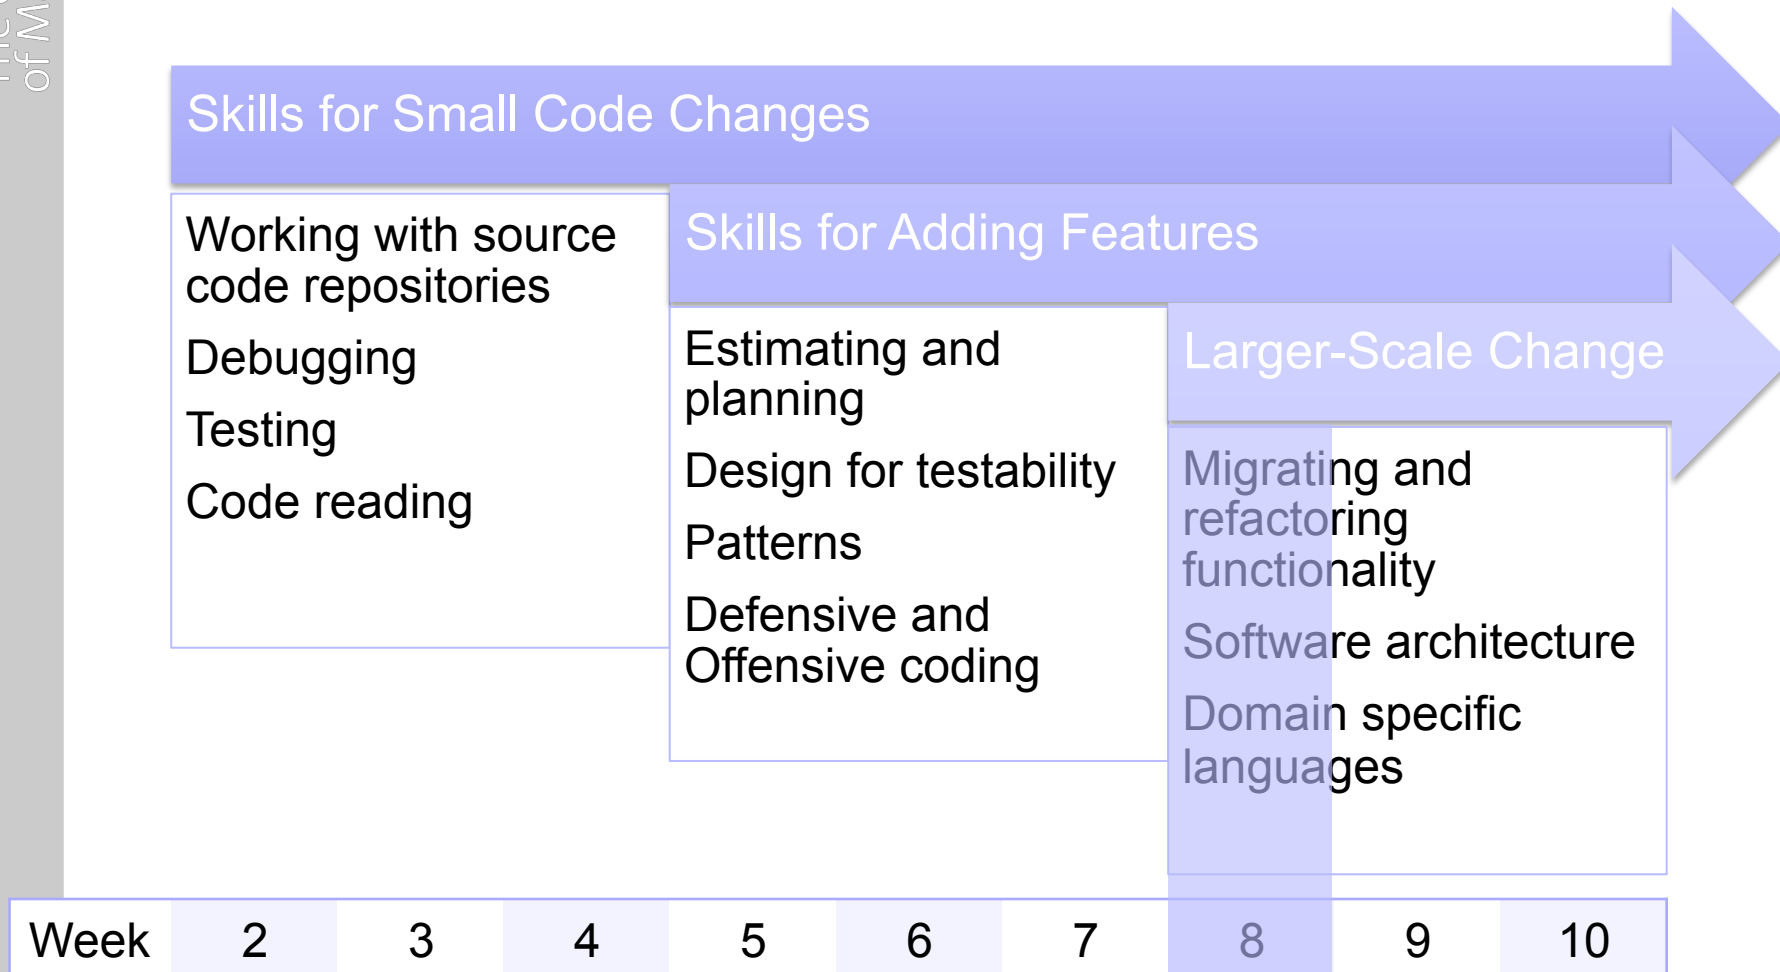 of M
Skills for Small Code Changes
Working with source
code repositories
Debugging
Testing
Code reading
Skills for Adding Features
Estimating and
planning
Design for testability
Patterns
Defensive and
Offensive coding
Larger-Scale Change
Migrating and
refactoring
functionality
Software architecture
Domain specific
languages
Week 2 3 4 5 6 7 8 9 10